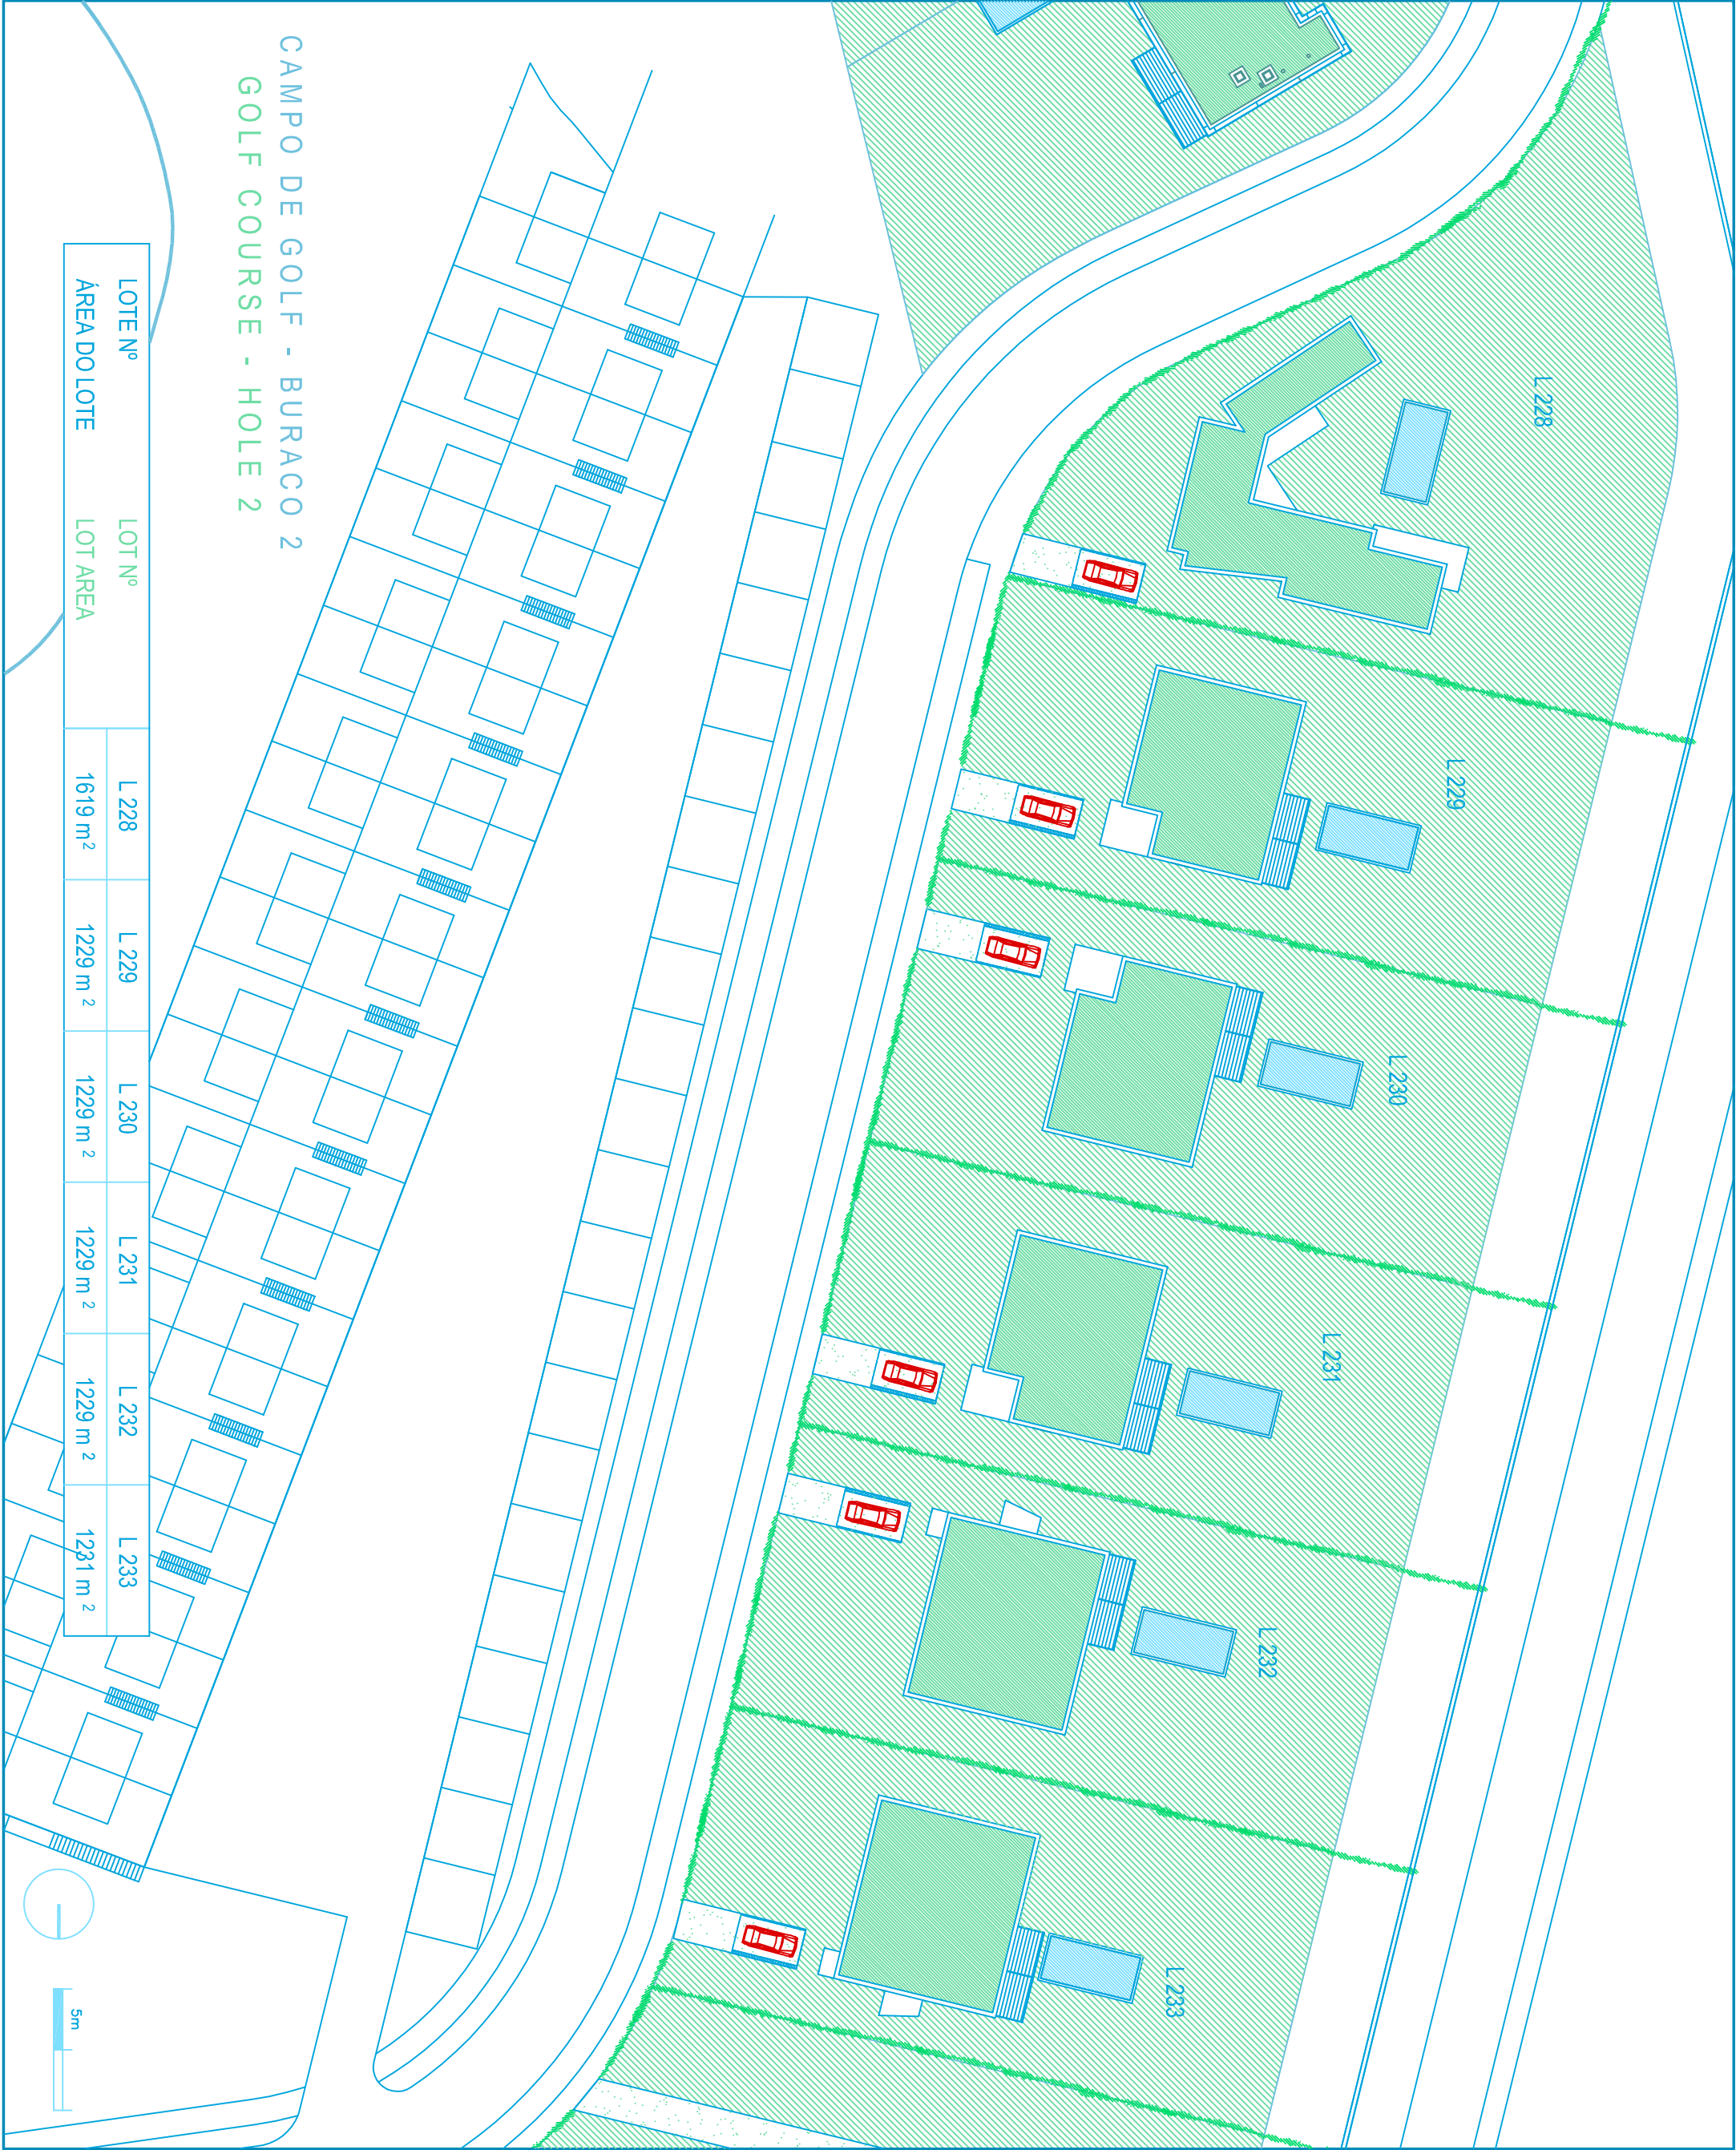 CAMPO DE GOLF - BURACO 2
GOLF COURSE - HOLE 2
L 228
L 229
L 230
L 231
L 232
L 233
LOTE Nº LOT Nº L 228 L 229 L 230 L 231 L 232 L 233
ÁREA DO LOTE LOT AREA 1619 m² 1229 m² 1229 m² 1229 m² 1229 m² 1231 m²
5m